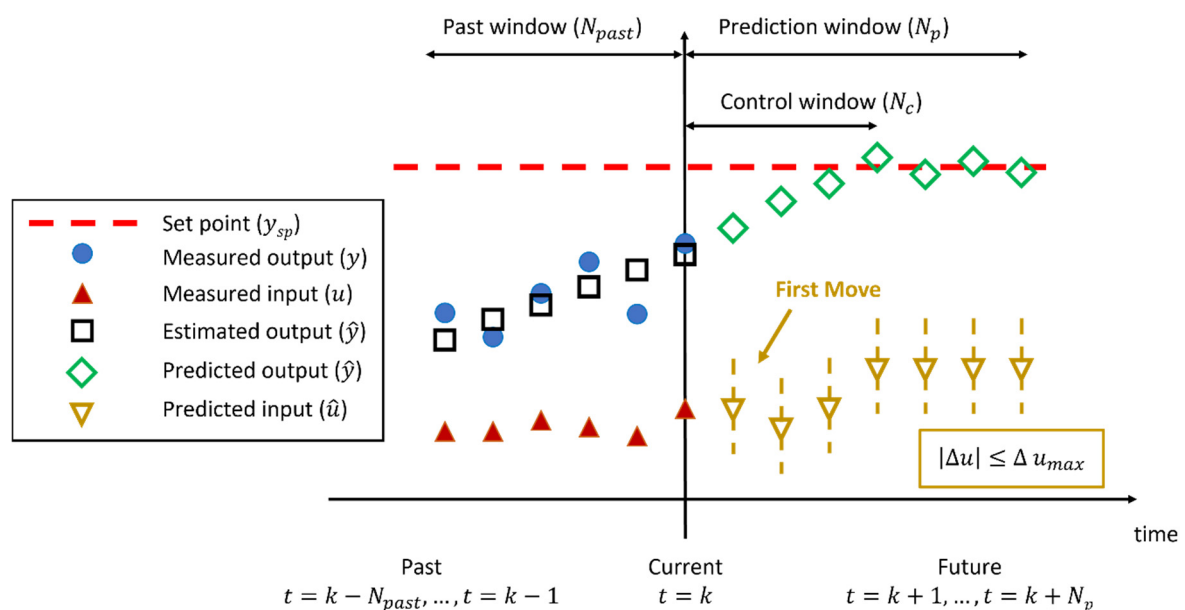 Past window (N_past)
Prediction window (N_p)
Control window (N_c)
Set point (y_sp)
Measured output (y)
Measured input (u)
Estimated output (ŷ)
Predicted output (ŷ)
Predicted input (û)
First Move
|Δu| ≤ Δ u_max
time
Past
t = k − N_past, …, t = k − 1
Current
t = k
Future
t = k + 1, …, t = k + N_p